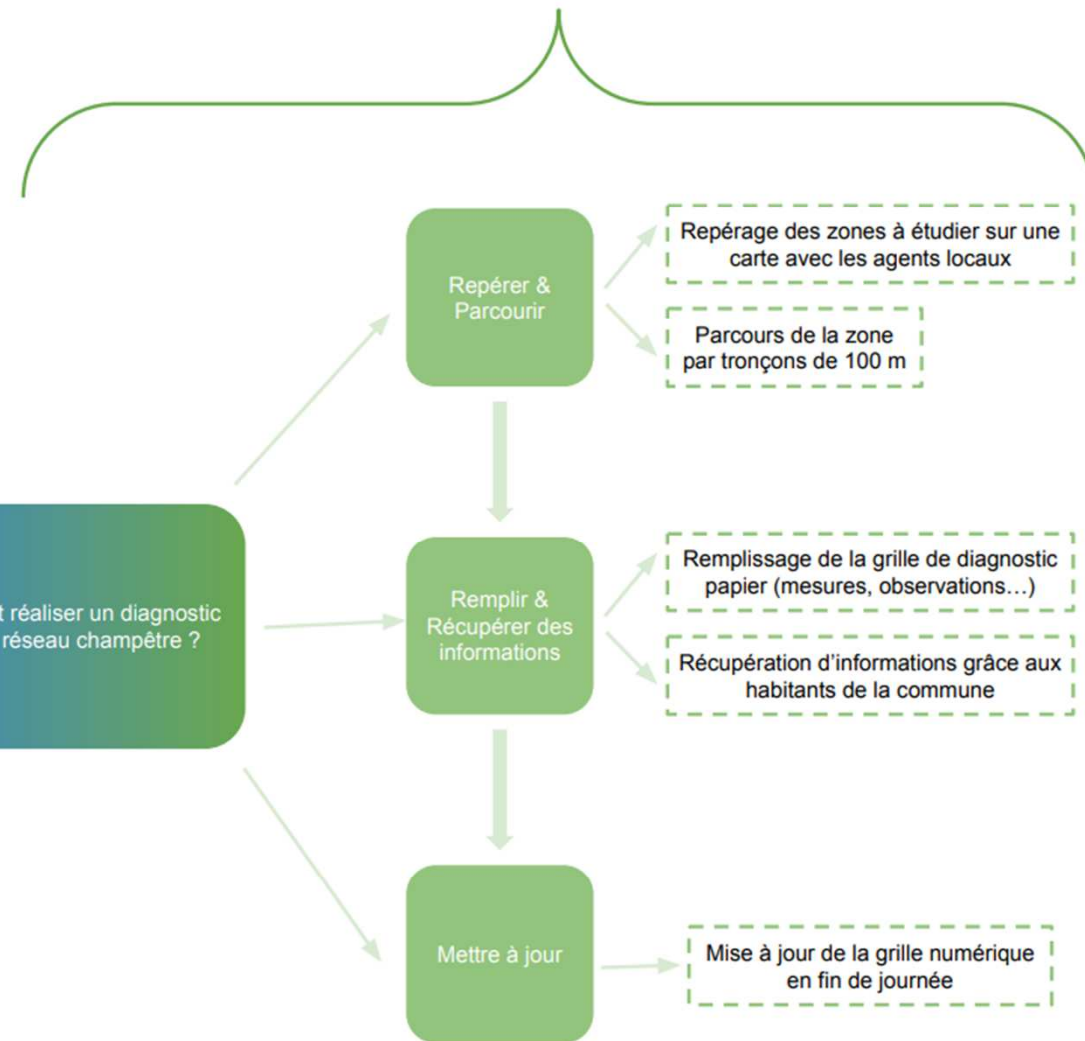 Repérage des zones à étudier sur une
carte avec les agents locaux
Repérer &
Parcourir
Parcours de la zone
par tronçons de 100 m
réaliser un diagnostic
réseau champêtre ?
Remplir &
Récupérer des
informations
Remplissage de la grille de diagnostic
papier (mesures, observations…)
Récupération d’informations grâce aux
habitants de la commune
Mettre à jour
Mise à jour de la grille numérique
en fin de journée